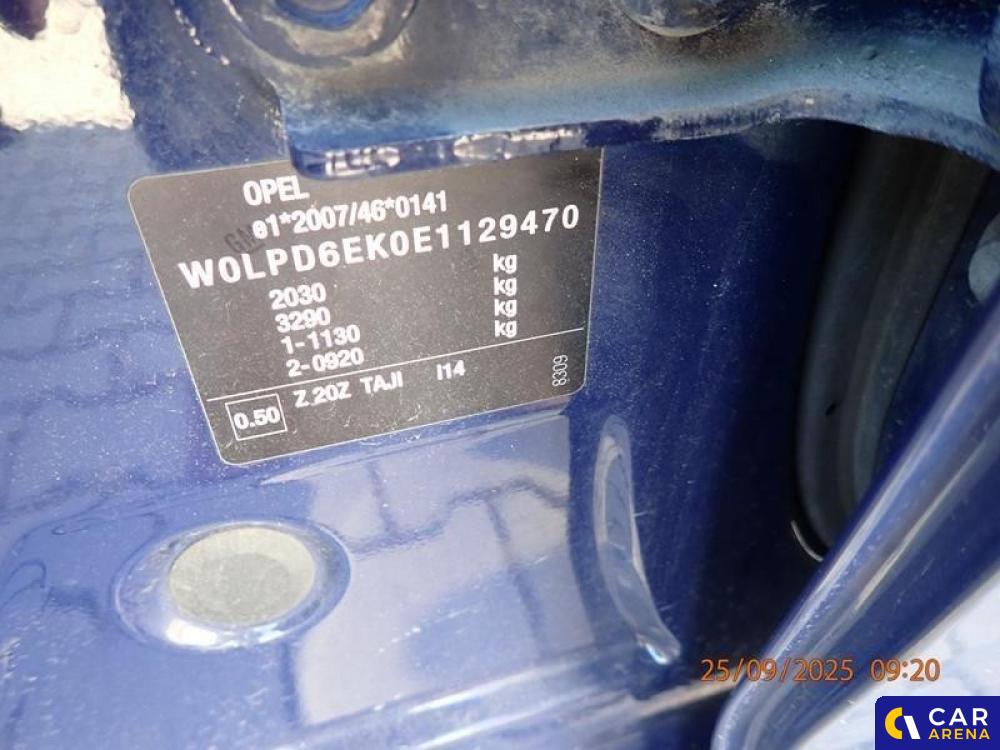 OPEL
e1*2007/46*0141
GM
W0LPD6EK0E1129470
2030 kg
3290 kg
1-1130 kg
2-0920 kg
0.50 Z 20Z TAJI I14
8309
25/09/2025 09:20
CAR
ARENA